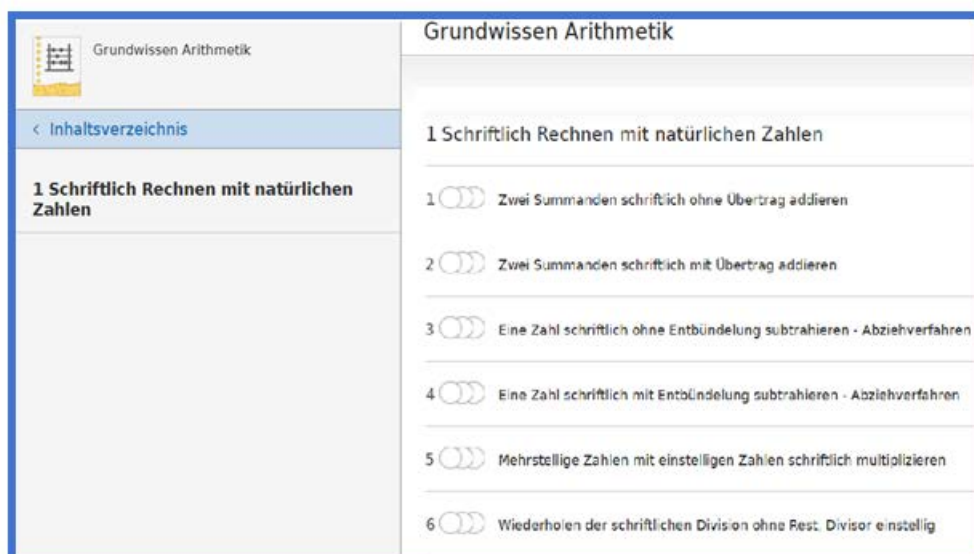 Grundwissen Arithmetik
< Inhaltsverzeichnis
1 Schriftlich Rechnen mit natürlichen
Zahlen
Grundwissen Arithmetik
1 Schriftlich Rechnen mit natürlichen Zahlen
1 Zwei Summanden schriftlich ohne Übertrag addieren
2 Zwei Summanden schriftlich mit Übertrag addieren
3 Eine Zahl schriftlich ohne Entbündelung subtrahieren - Abziehverfahren
4 Eine Zahl schriftlich mit Entbündelung subtrahieren - Abziehverfahren
5 Mehrstellige Zahlen mit einstelligen Zahlen schriftlich multiplizieren
6 Wiederholen der schriftlichen Division ohne Rest, Divisor einstellig